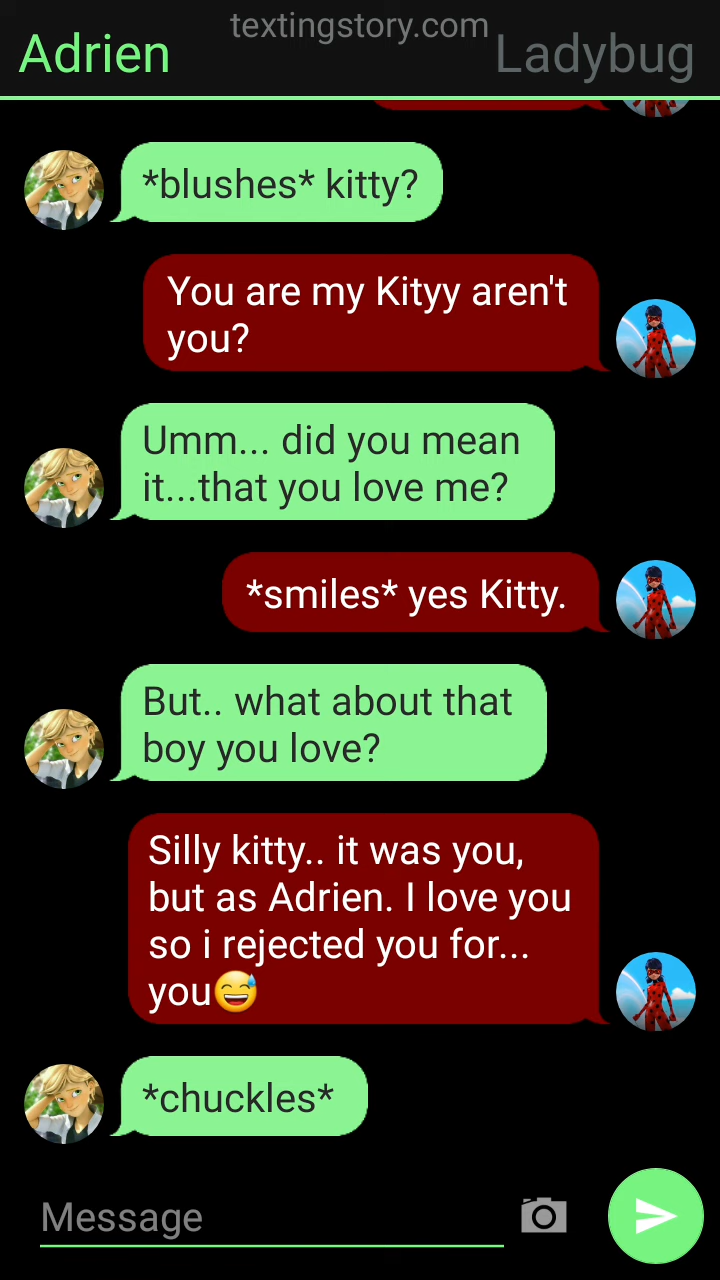 textingstory.com
Adrien
Ladybug
*blushes* kitty?
You are my Kityy aren't
you?
Umm... did you mean
it...that you love me?
*smiles* yes Kitty.
But.. what about that
boy you love?
Silly kitty.. it was you,
but as Adrien. I love you
so i rejected you for...
you😅
*chuckles*
Message